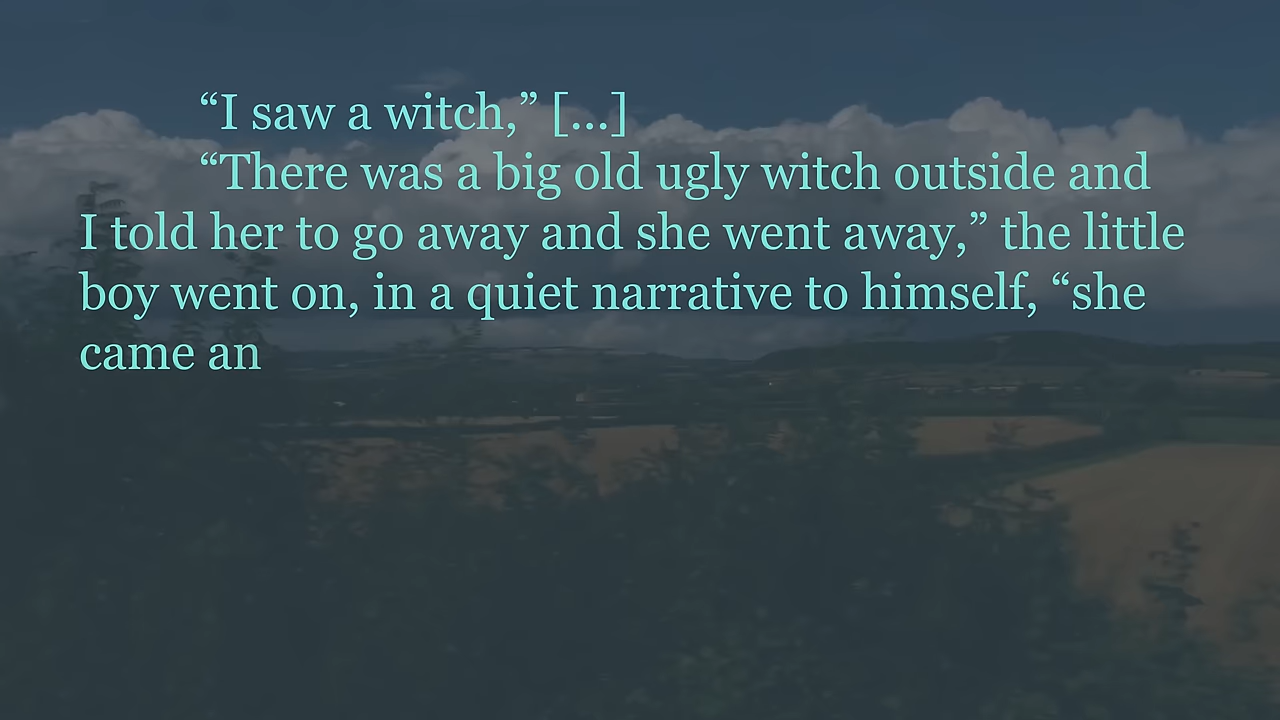 “I saw a witch,” [...]
“There was a big old ugly witch outside and
I told her to go away and she went away,” the little
boy went on, in a quiet narrative to himself, “she
came an